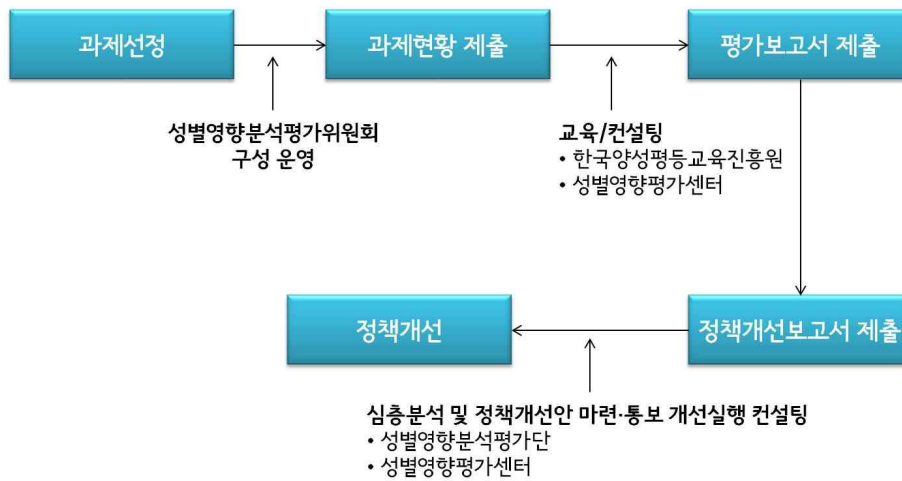 과제선정
과제현황 제출
평가보고서 제출
성별영향분석평가위원회
구성 운영
교육/컨설팅
• 한국양성평등교육진흥원
• 성별영향평가센터
정책개선
정책개선보고서 제출
심층분석 및 정책개선안 마련·통보 개선실행 컨설팅
• 성별영향분석평가단
• 성별영향평가센터